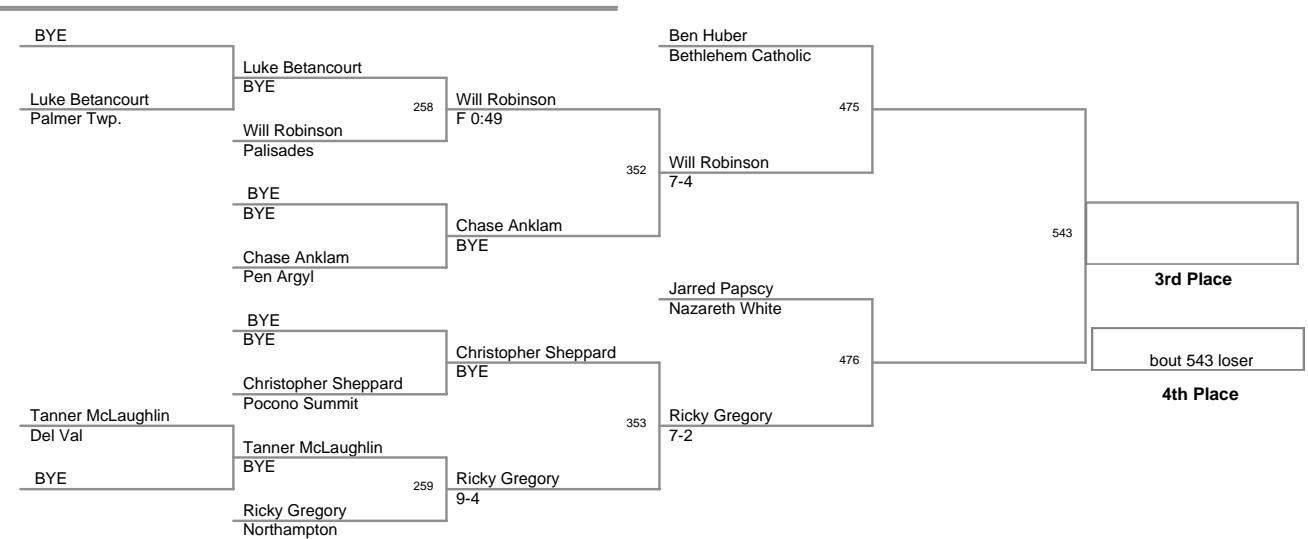 BYE
Luke Betancourt
Palmer Twp.
Luke Betancourt
BYE
258
Will Robinson
Palisades
Will Robinson
F 0:49
BYE
BYE
Chase Anklam
Pen Argyl
Chase Anklam
BYE
352
Ben Huber
Bethlehem Catholic
475
Will Robinson
7-4
BYE
BYE
Christopher Sheppard
Pocono Summit
Christopher Sheppard
BYE
Tanner McLaughlin
Del Val
BYE
Tanner McLaughlin
BYE
259
Ricky Gregory
Northampton
Ricky Gregory
9-4
353
Jarred Papscy
Nazareth White
476
Ricky Gregory
7-2
543
3rd Place
bout 543 loser
4th Place